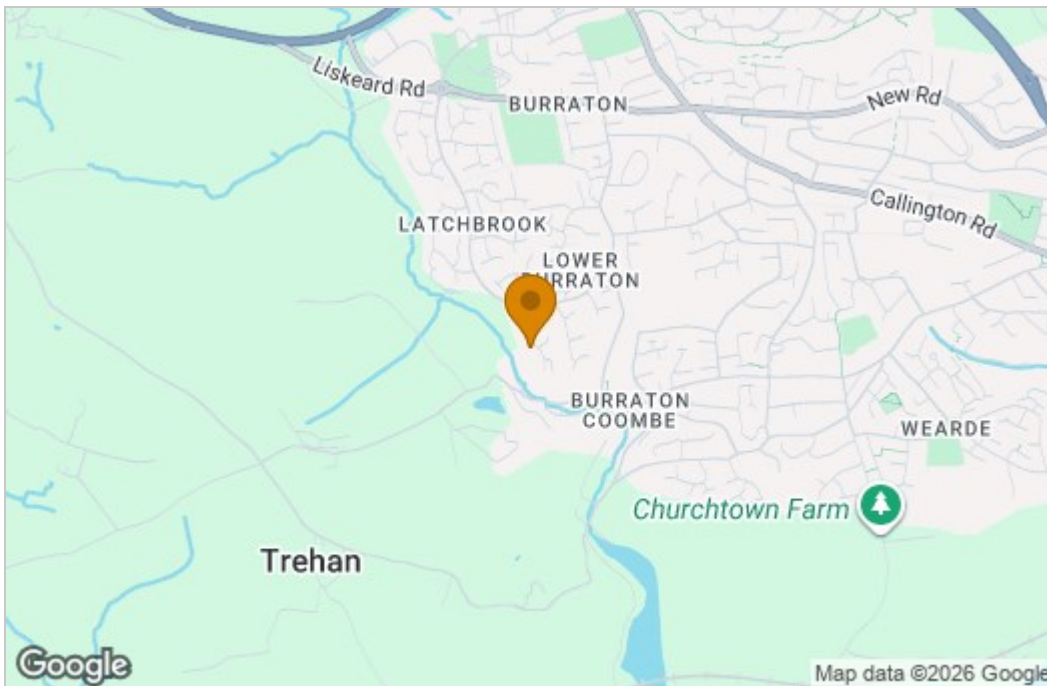 Liskeard Rd
BURRATON
New Rd
Callington Rd
LATCHBROOK
LOWER
BURRATON
BURRATON
COOMBE
WEARDE
Churchtown Farm
Trehan
Google
Map data ©2026 Google